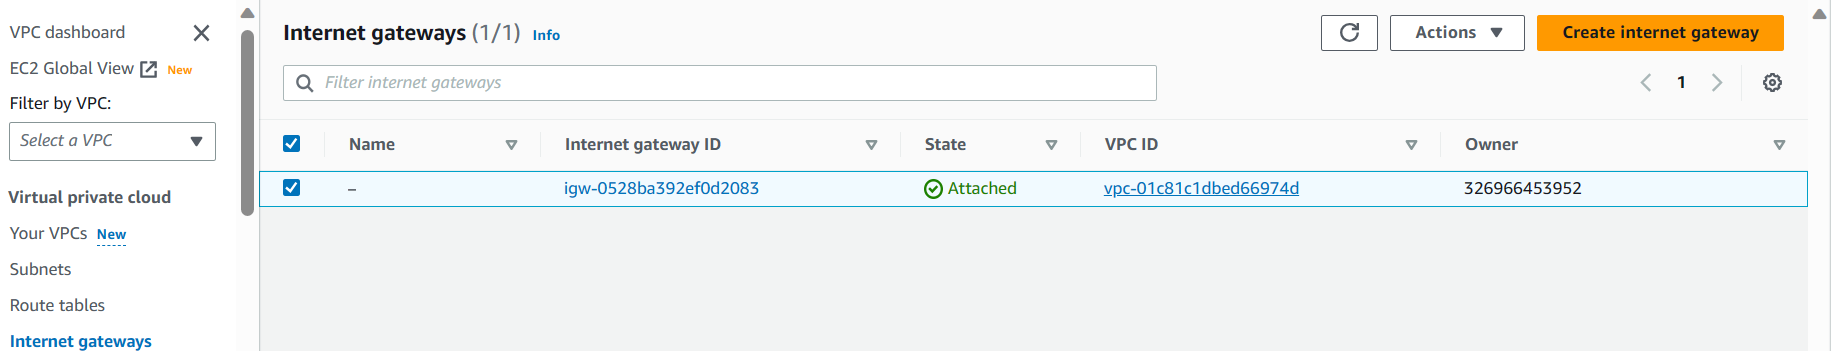 VPC dashboard
EC2 Global View New
Filter by VPC:
Select a VPC
Virtual private cloud
Your VPCs New
Subnets
Route tables
Internet gateways
Internet gateways (1/1) Info
Actions
Create internet gateway
Filter internet gateways
1
Name Internet gateway ID State VPC ID Owner
– igw-0528ba392ef0d2083 Attached vpc-01c81c1dbed66974d 326966453952